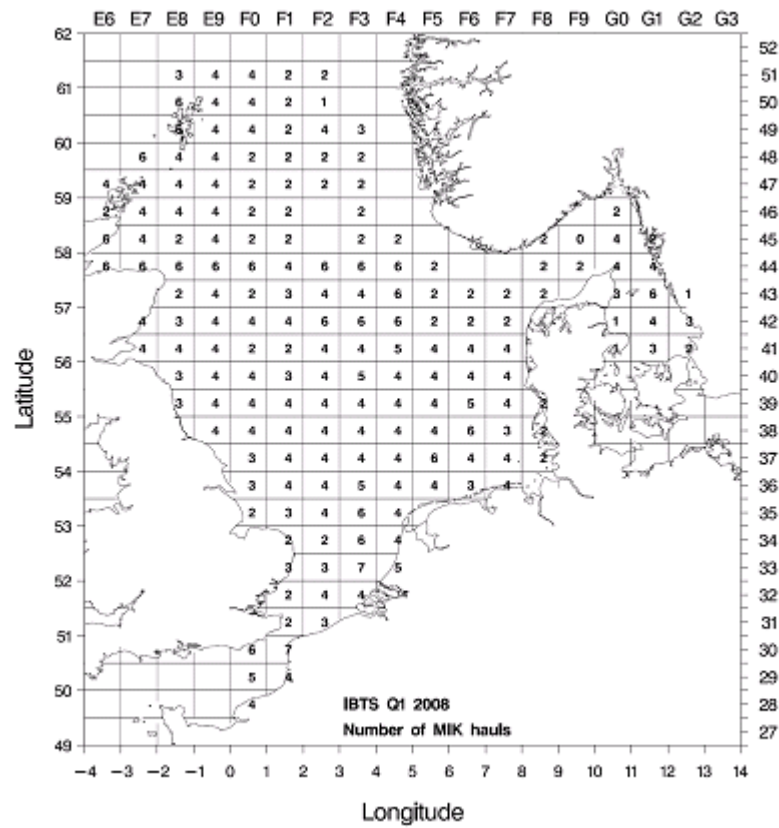 E6 E7 E8 E9 F0 F1 F2 F3 F4 F5 F6 F7 F8 F9 G0 G1 G2 G3
62 52
3 4 4 2 2 51
61
6 4 4 2 1 50
4 4 2 4 3 49
60
6 4 4 2 2 2 2 48
4 4 4 4 2 2 2 2 47
59
2 4 4 4 2 2 2 2 46
6 4 2 4 2 2 2 2 2 0 4 2 45
58
6 6 6 6 6 4 6 6 6 2 2 2 4 4 44
2 4 2 3 4 4 6 2 2 2 2 3 6 1 43
57
4 3 4 4 4 6 6 6 2 2 2 1 4 3 42
4 4 4 2 2 4 4 5 4 4 4 3 2 41
56
3 4 4 3 4 5 4 4 4 4 40
3 4 4 4 4 4 4 4 5 4 2 39
55
4 4 4 4 4 4 4 6 3 2 38
3 4 4 4 4 6 4 4 2 37
54
3 4 4 5 4 4 3 4 36
2 3 4 6 4 35
53
2 2 6 4 34
3 3 7 5 33
52
2 4 4 32
2 3 31
51
6 7 30
5 4 29
50
4 IBTS Q1 2008 28
Number of MIK hauls 27
49
−4 −3 −2 −1 0 1 2 3 4 5 6 7 8 9 10 11 12 13 14
Latitude
Longitude